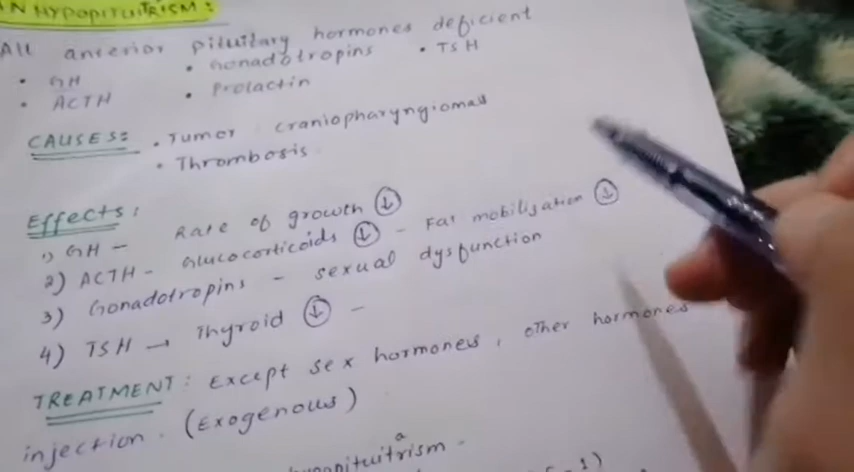 ANHYPOPITUITRISM:
All anterior pituitary hormones deficient
• GH • Gonadotropins • TSH
• ACTH • Prolactin
CAUSES: • Tumor craniopharyngiomas
• Thrombosis
Effects:
1) GH - Rate of growth ↓
2) ACTH - Glucocorticoids ↓ - Fat mobilization ↓
3) Gonadotropins - sexual dysfunction
4) TSH → Thyroid ↓ -
TREATMENT: Except sex hormones, other hormones
injection. (Exogenous)